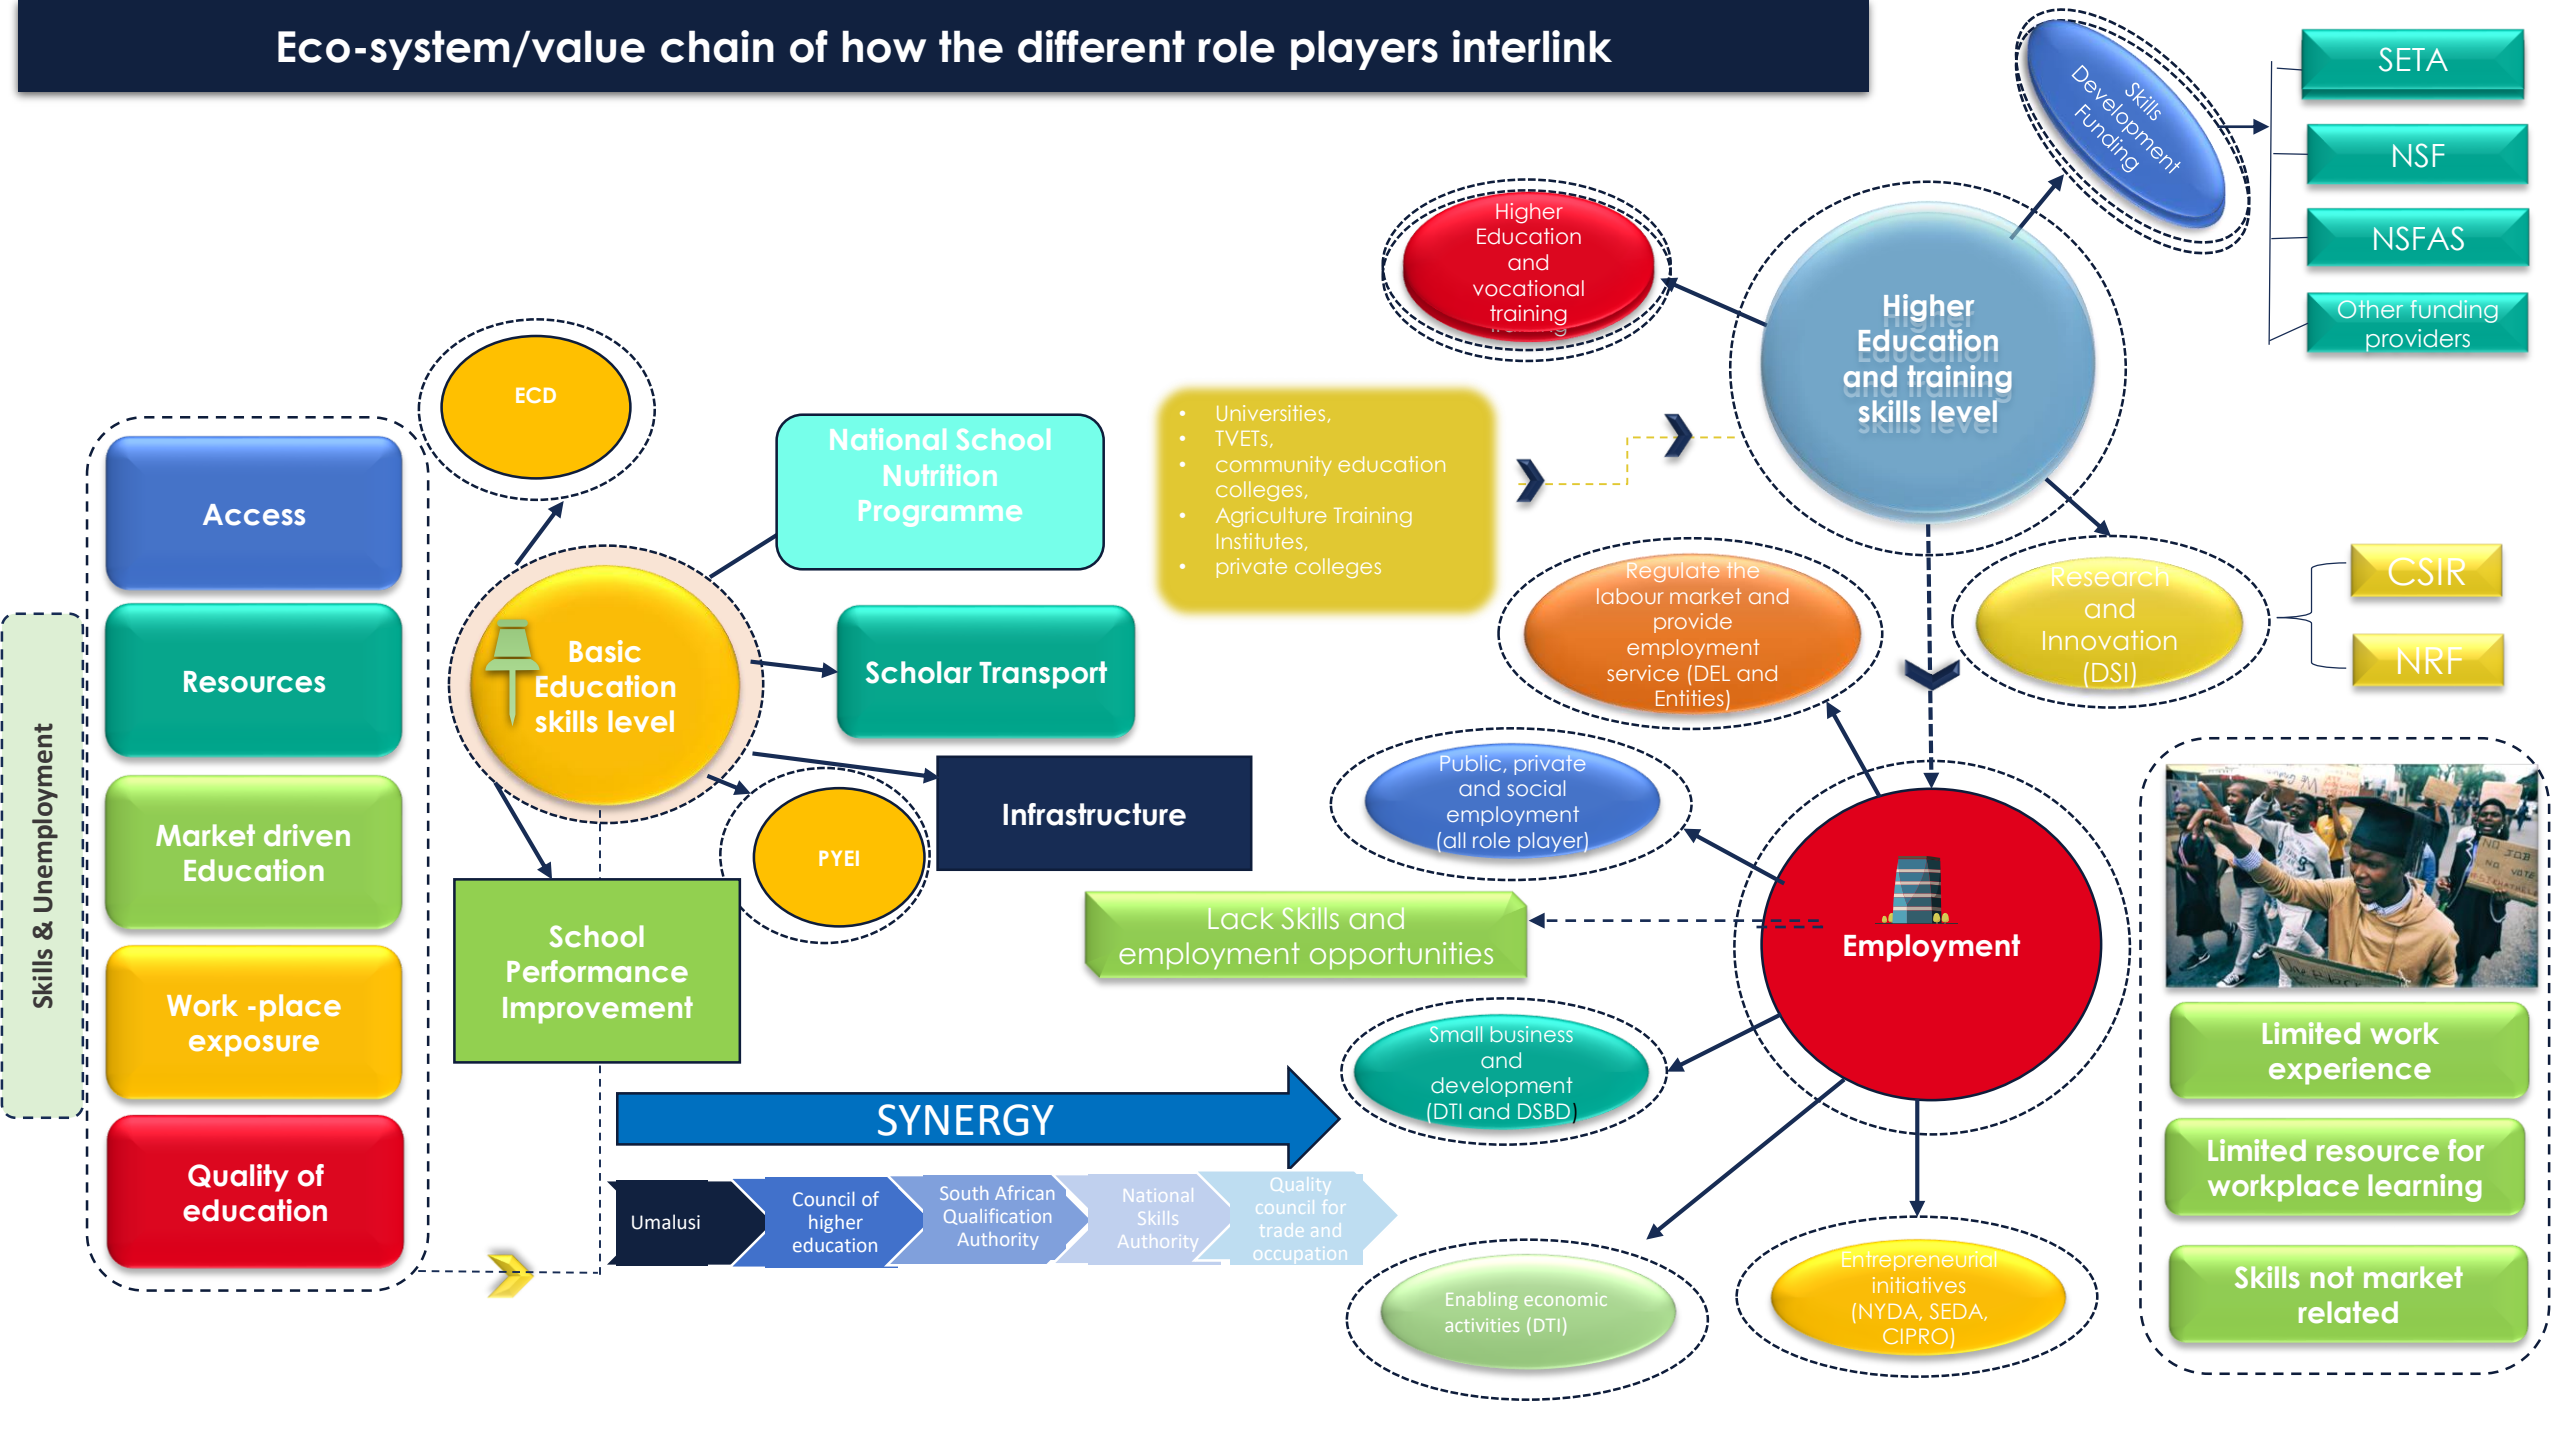 Eco-system/value chain of how the different role players interlink
Skills
Development
Funding
SETA
NSF
NSFAS
Other funding
providers
Higher
Education
and
vocational
training
Higher
Education
and training
skills level
ECD
National School
Nutrition
Programme
• Universities,
• TVETs,
• community education
colleges,
• Agriculture Training
Institutes,
• private colleges
Access
Resources
Market driven
Education
Work -place
exposure
Quality of
education
Skills & Unemployment
Basic
Education
skills level
Scholar Transport
Infrastructure
PYEI
School
Performance
Improvement
Regulate the
labour market and
provide
employment
service (DEL and
Entities)
Research
and
Innovation
(DSI)
CSIR
NRF
Public, private
and social
employment
(all role player)
Lack Skills and
employment opportunities
Employment
NO JOB
NO
VOTE
Small business
and
development
(DTI and DSBD)
SYNERGY
Umalusi
Council of
higher
education
South African
Qualification
Authority
National
Skills
Authority
Quality
council for
trade and
occupation
Enabling economic
activities (DTI)
Entrepreneurial
initiatives
(NYDA, SEDA,
CIPRO)
Limited work
experience
Limited resource for
workplace learning
Skills not market
related